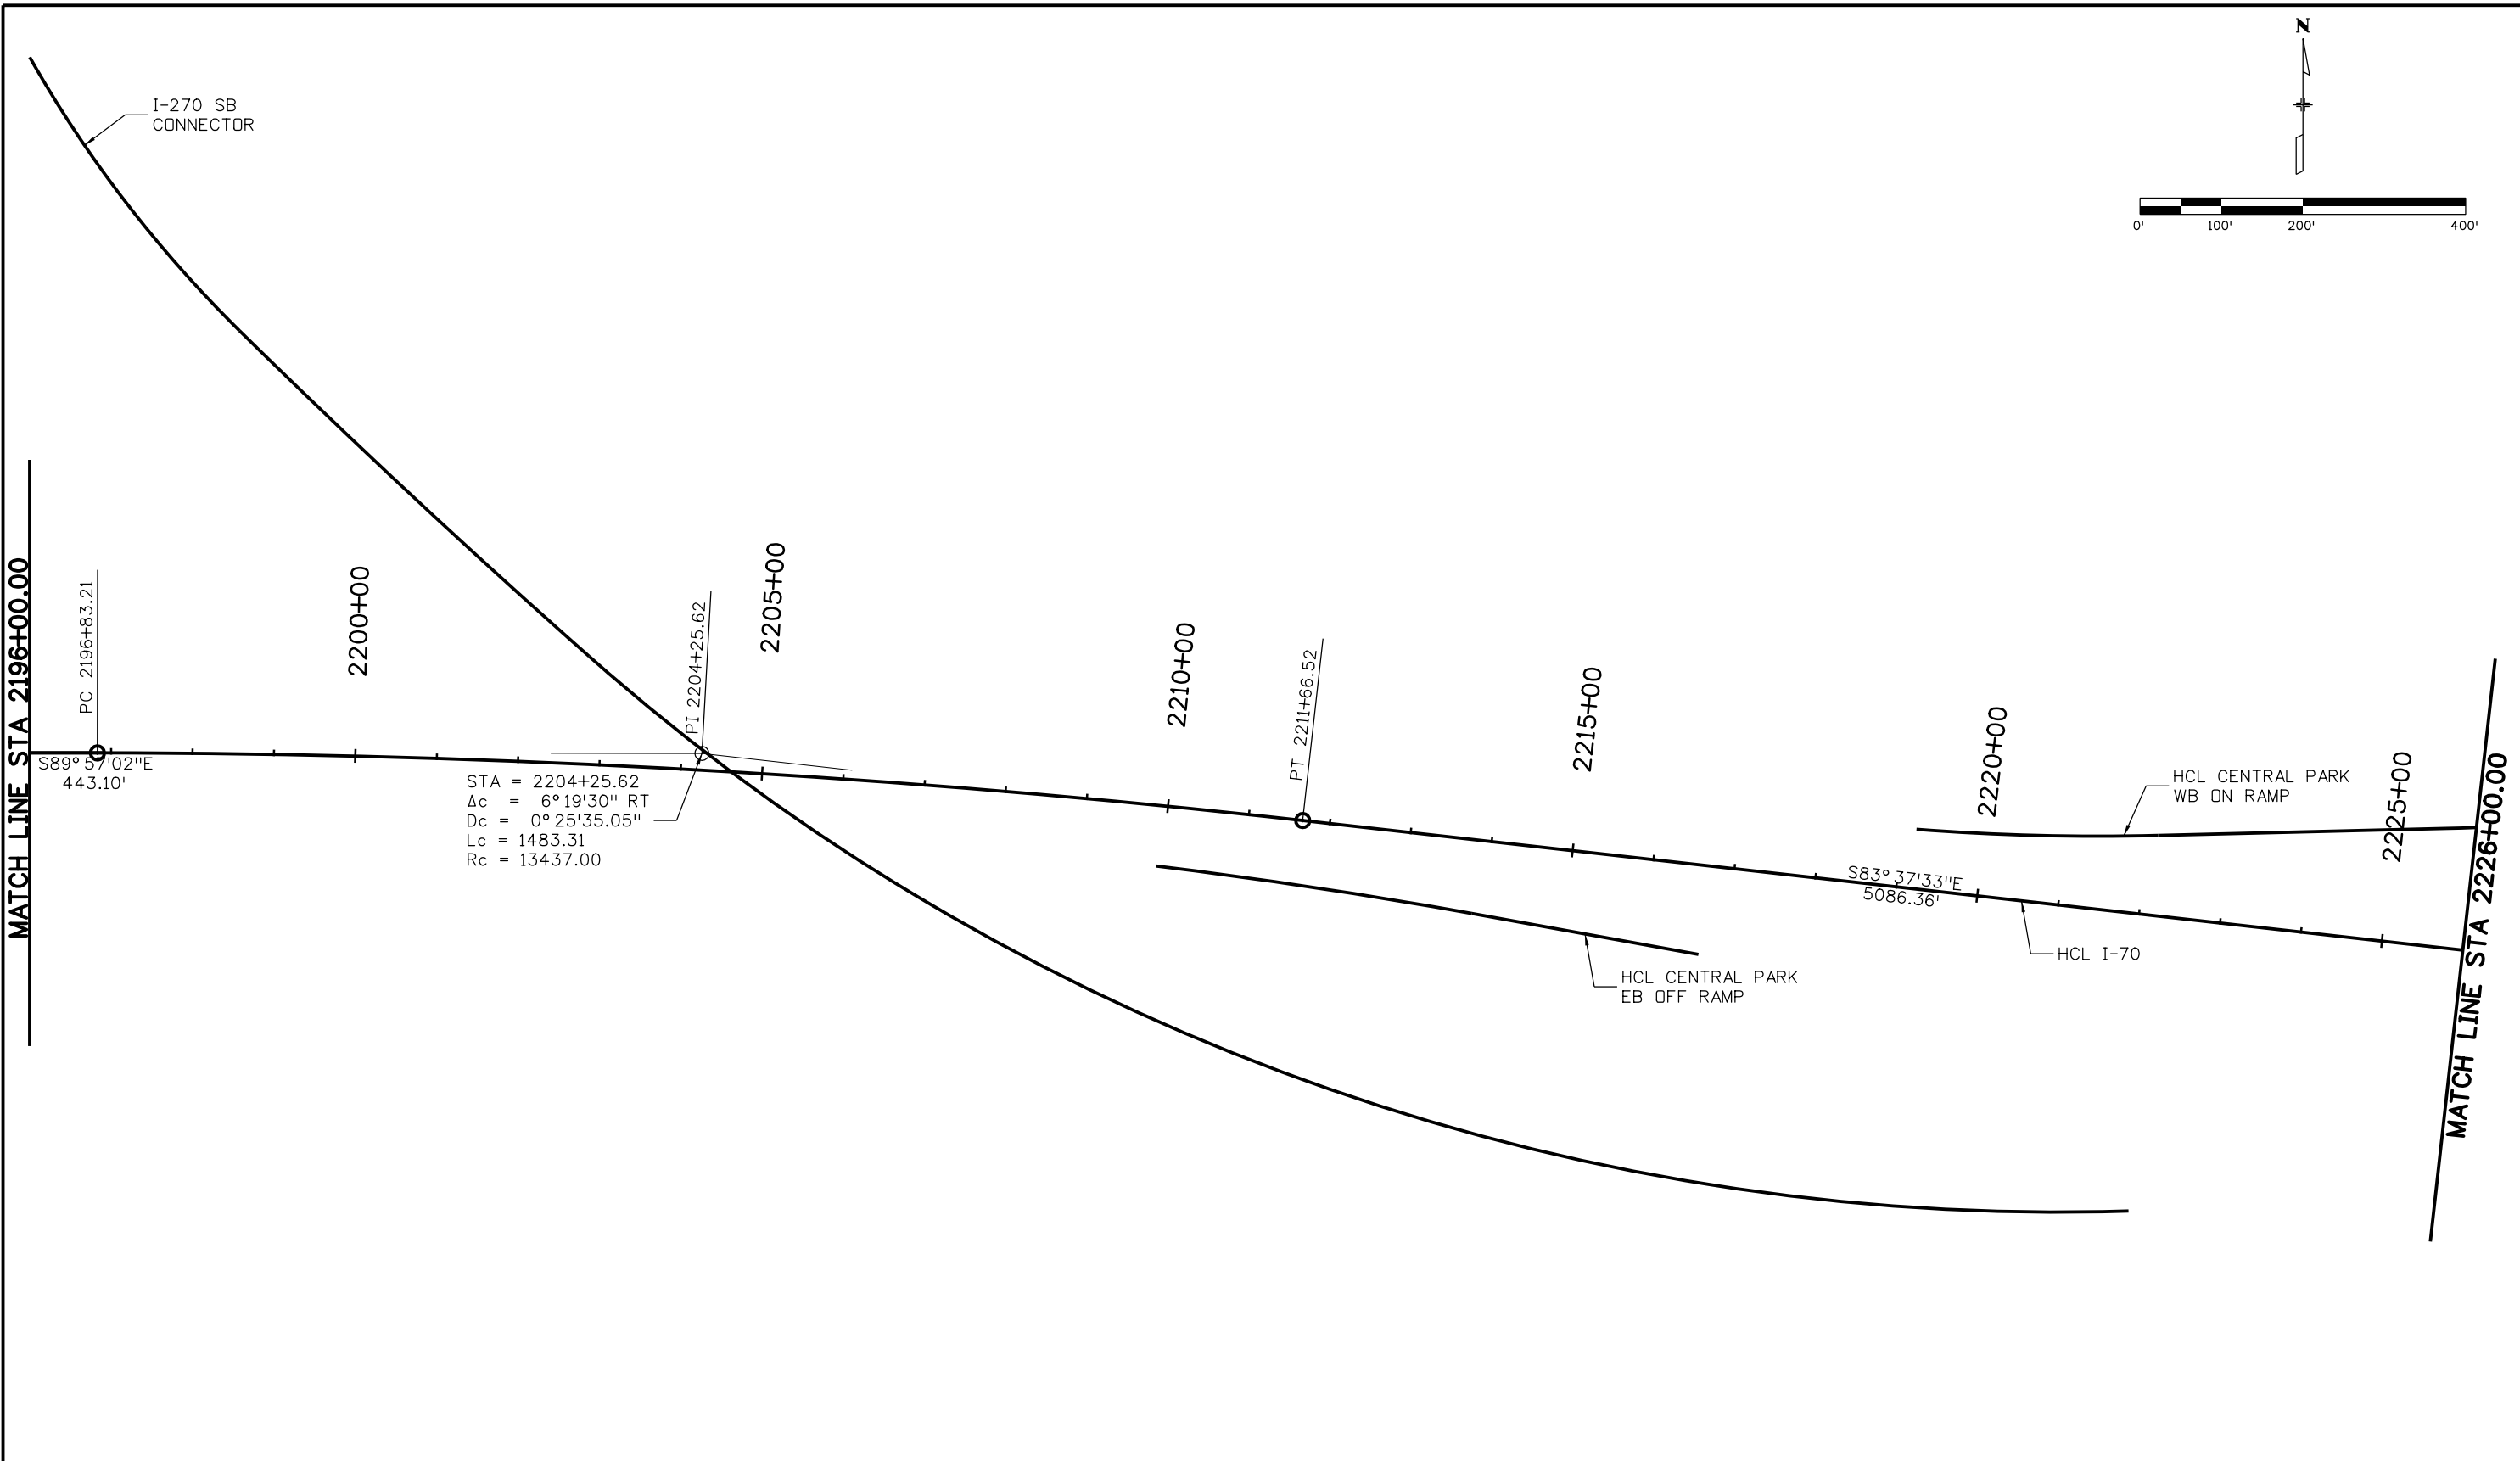 N
0' 100' 200' 400'
I-270 SB
CONNECTOR
MATCH LINE STA 2196+00.00
PC 2196+83.21
S89°57'02"E
443.10'
2200+00
PI 2204+25.62
2205+00
STA = 2204+25.62
Δc = 6°19'30" RT
Dc = 0°25'35.05"
Lc = 1483.31
Rc = 13437.00
2210+00
PT 2211+66.52
2215+00
HCL CENTRAL PARK
EB OFF RAMP
S83°37'33"E
5086.36'
2220+00
HCL I-70
HCL CENTRAL PARK
WB ON RAMP
2225+00
MATCH LINE STA 2226+00.00